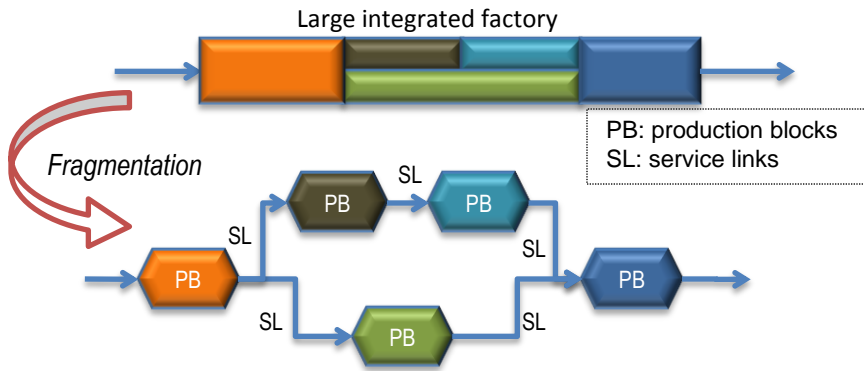 Large integrated factory
PB: production blocks
SL: service links
Fragmentation
PB
SL
PB
SL
SL
PB
PB
SL
PB
SL